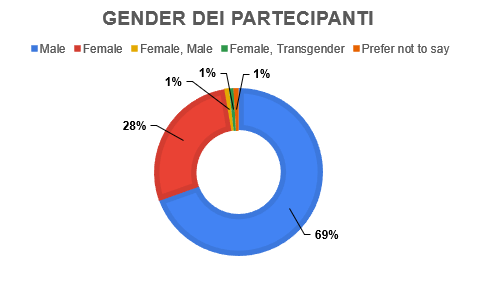 GENDER DEI PARTECIPANTI
Male Female Female, Male Female, Transgender Prefer not to say
1% 1% 1%
28%
69%